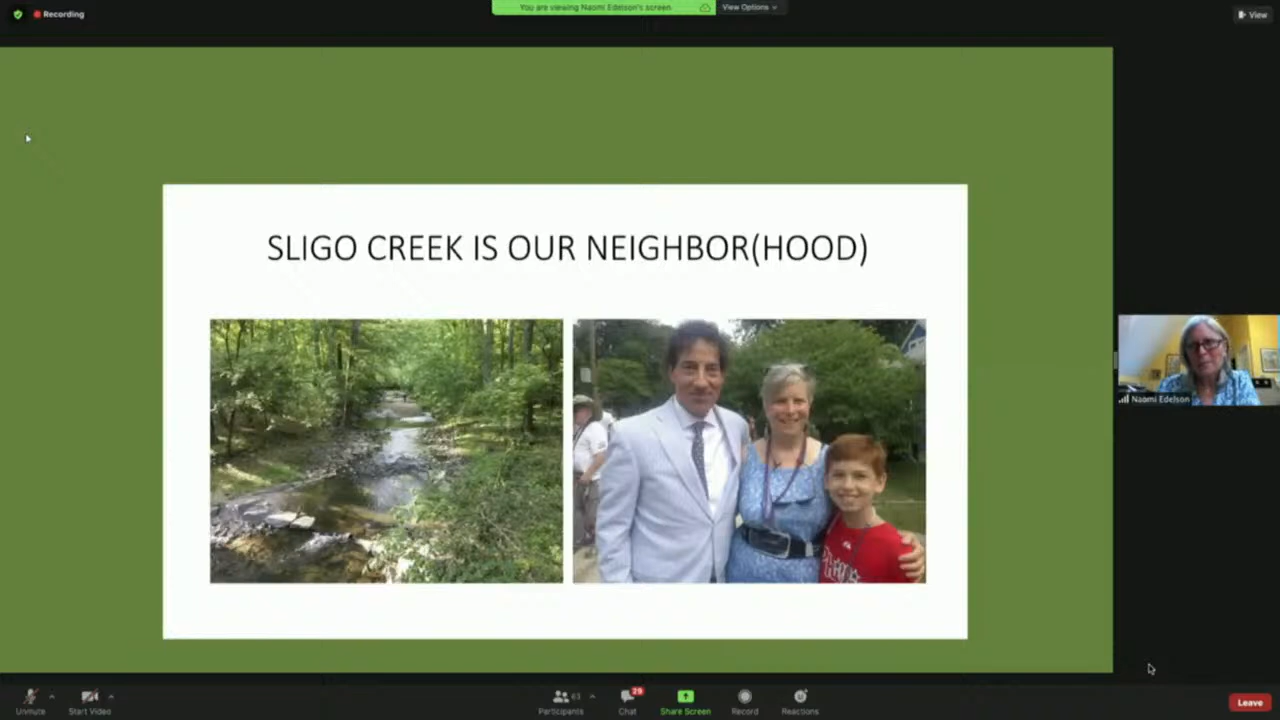 Recording
You are viewing Naomi Edelson's screen
View Options
View
SLIGO CREEK IS OUR NEIGHBOR(HOOD)
Naomi Edelson
Unmute
Start Video
Participants
Chat
29
Share Screen
Record
Reactions
Leave